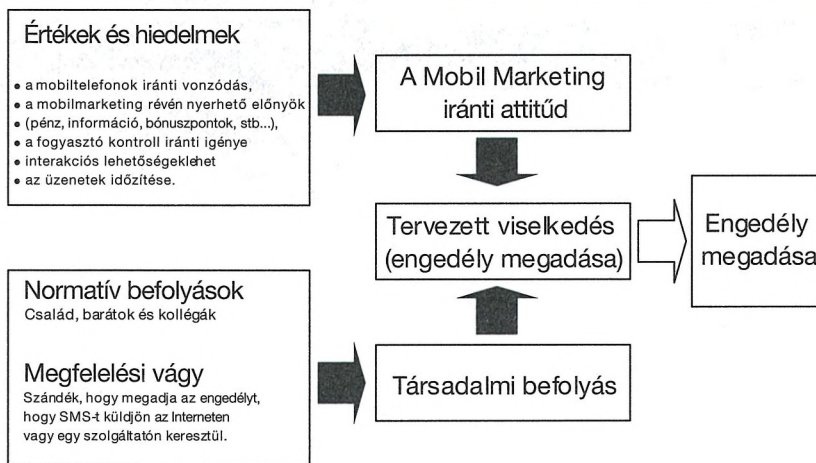 Értékek és hiedelmek
• a mobiltelefonok iránti vonzódás,
• a mobilmarketing révén nyerhető előnyök
• (pénz, információ, bónuszpontok, stb...),
• a fogyasztó kontroll iránti igénye
• interakciós lehetőségeklehet
• az üzenetek időzítése.
A Mobil Marketing
iránti attitűd
Tervezett viselkedés
(engedély megadása)
Engedély
megadása
Normatív befolyások
Család, barátok és kollégák
Megfelelési vágy
Szándék, hogy megadja az engedélyt,
hogy SMS-t küldjön az Interneten
vagy egy szolgáltatón keresztül.
Társadalmi befolyás